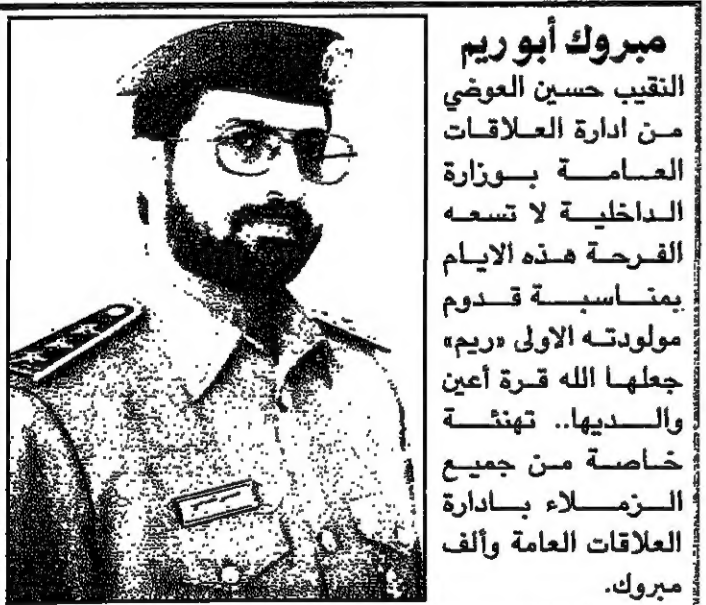 مبروك أبو ريم
النقيب حسين العوضي
من ادارة العلاقات
العامة بوزارة
الداخلية لا تسعه
الفرحة هذه الايام
بمناسبة قدوم
مولودته الاولى «ريم»
جعلها الله قرة أعين
والديها.. تهنئة
خاصة من جميع
الزملاء بادارة
العلاقات العامة وألف
مبروك.